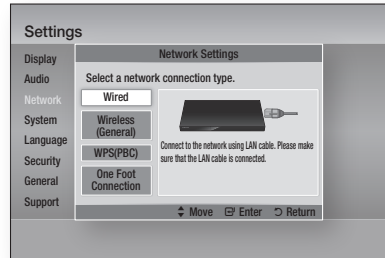 Settings
Display
Audio
Network
System
Language
Security
General
Support
Network Settings
Select a network connection type.
Wired
Wireless
(General)
WPS(PBC)
One Foot
Connection
Connect to the network using LAN cable. Please make
sure that the LAN cable is connected.
Move Enter Return